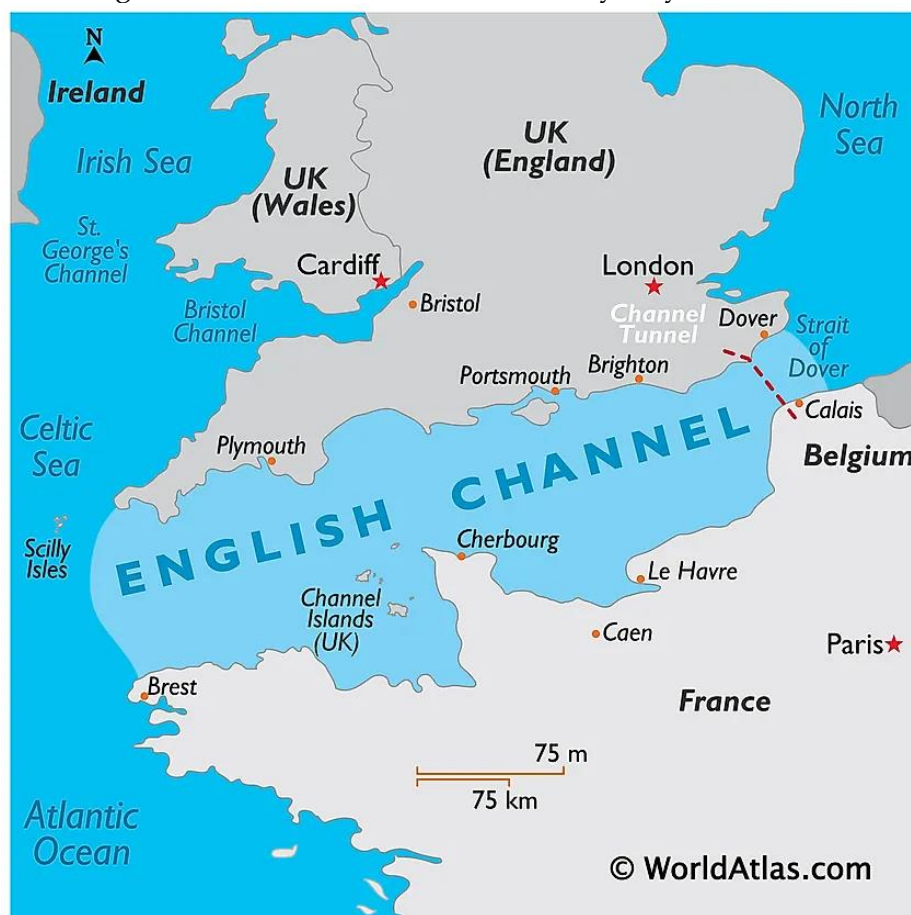 N
Ireland
North
Sea
UK
(England)
Irish Sea
UK
(Wales)
St.
George's
Channel
Cardiff
London
Bristol
Channel
Bristol
Channel
Tunnel
Dover
Strait
of
Dover
Portsmouth
Brighton
Calais
Celtic
Sea
Plymouth
Belgium
ENGLISH CHANNEL
Scilly
Isles
Cherbourg
Channel
Islands
(UK)
Le Havre
Caen
Paris
Brest
France
75 m
75 km
Atlantic
Ocean
© WorldAtlas.com